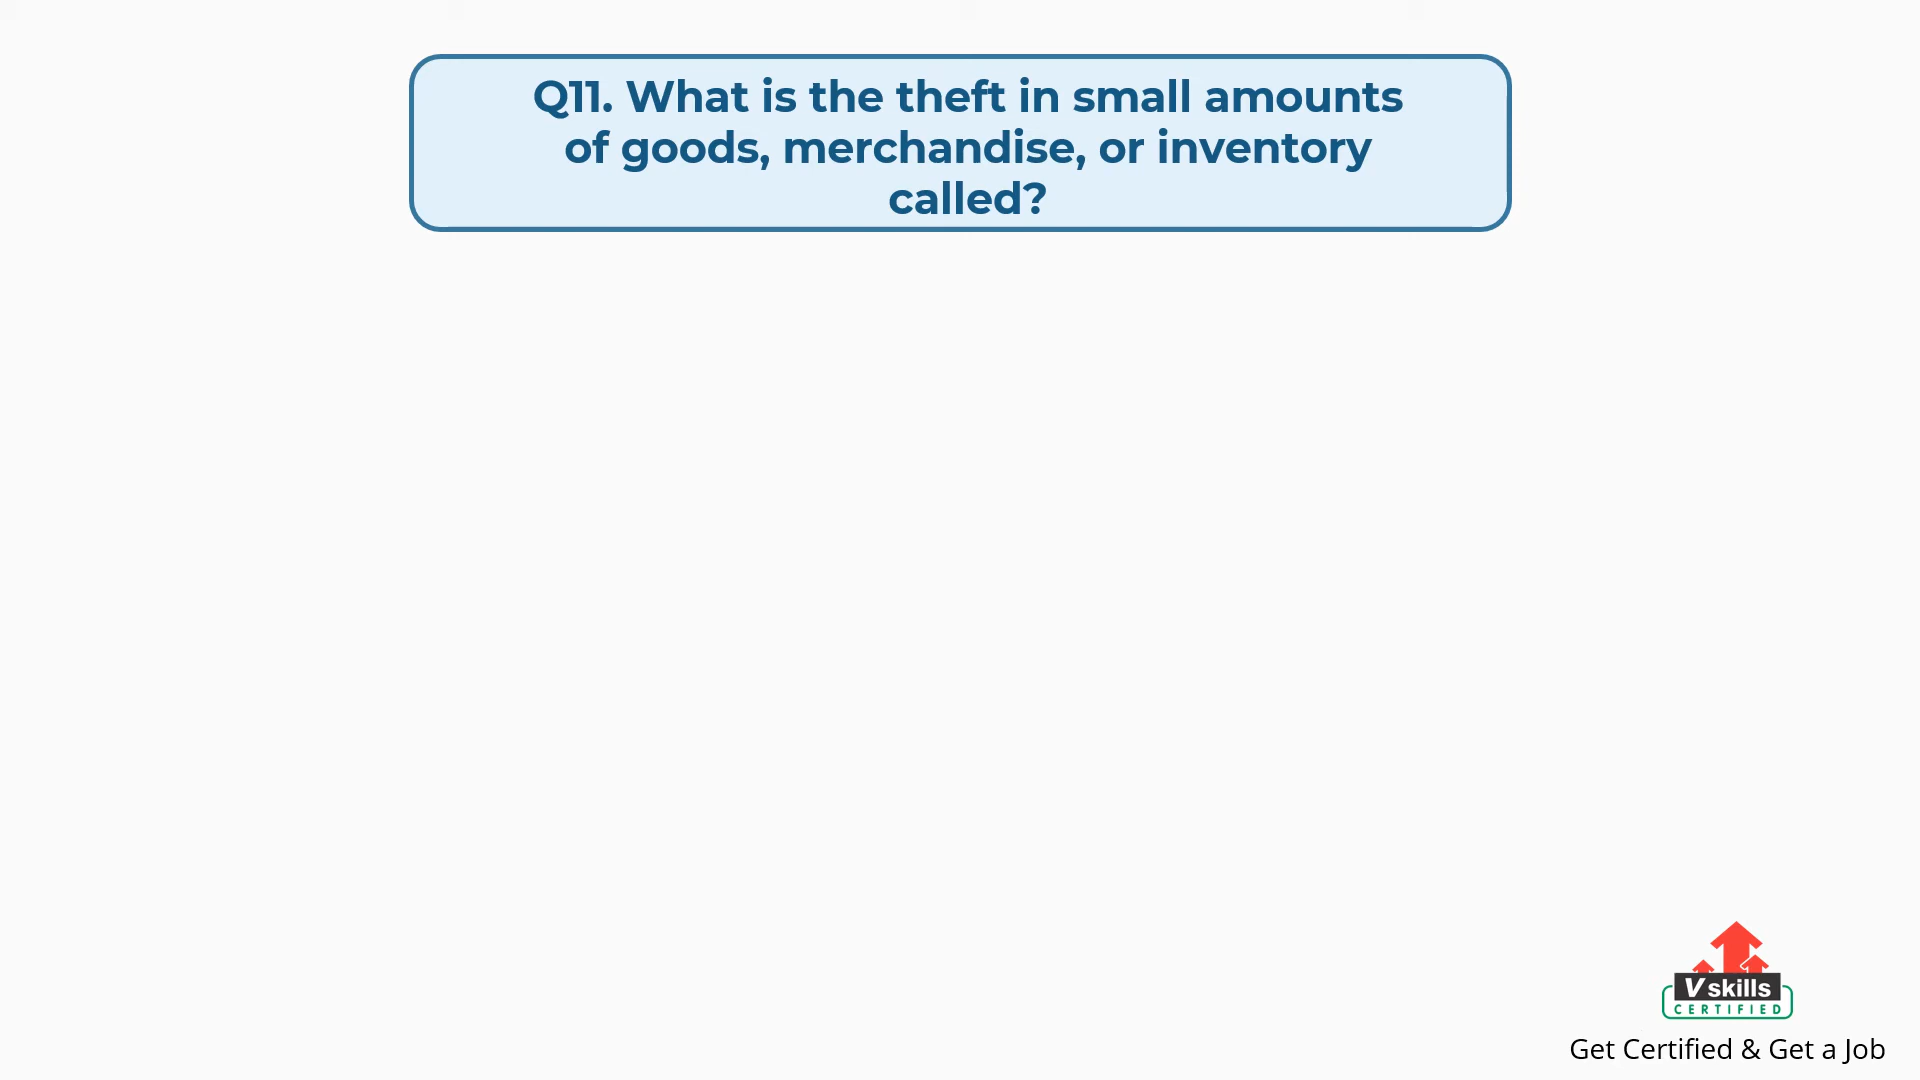 Q11. What is the theft in small amounts
of goods, merchandise, or inventory
called?
Vskills
CERTIFIED
Get Certified & Get a Job